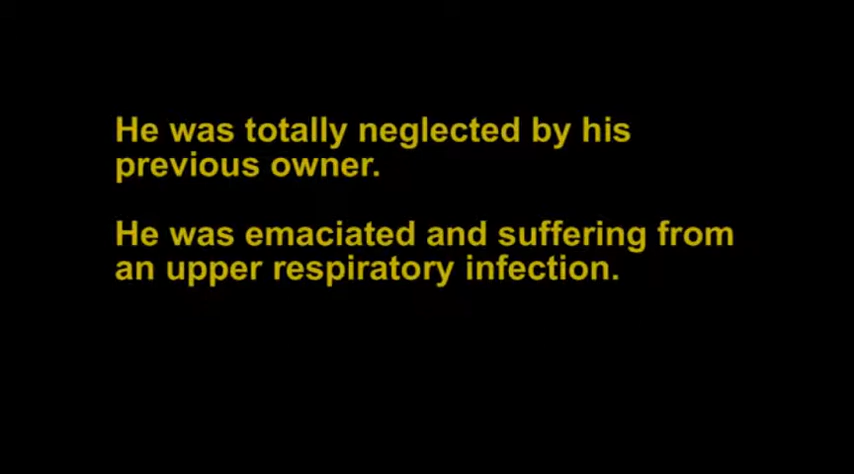 He was totally neglected by his
previous owner.
He was emaciated and suffering from
an upper respiratory infection.